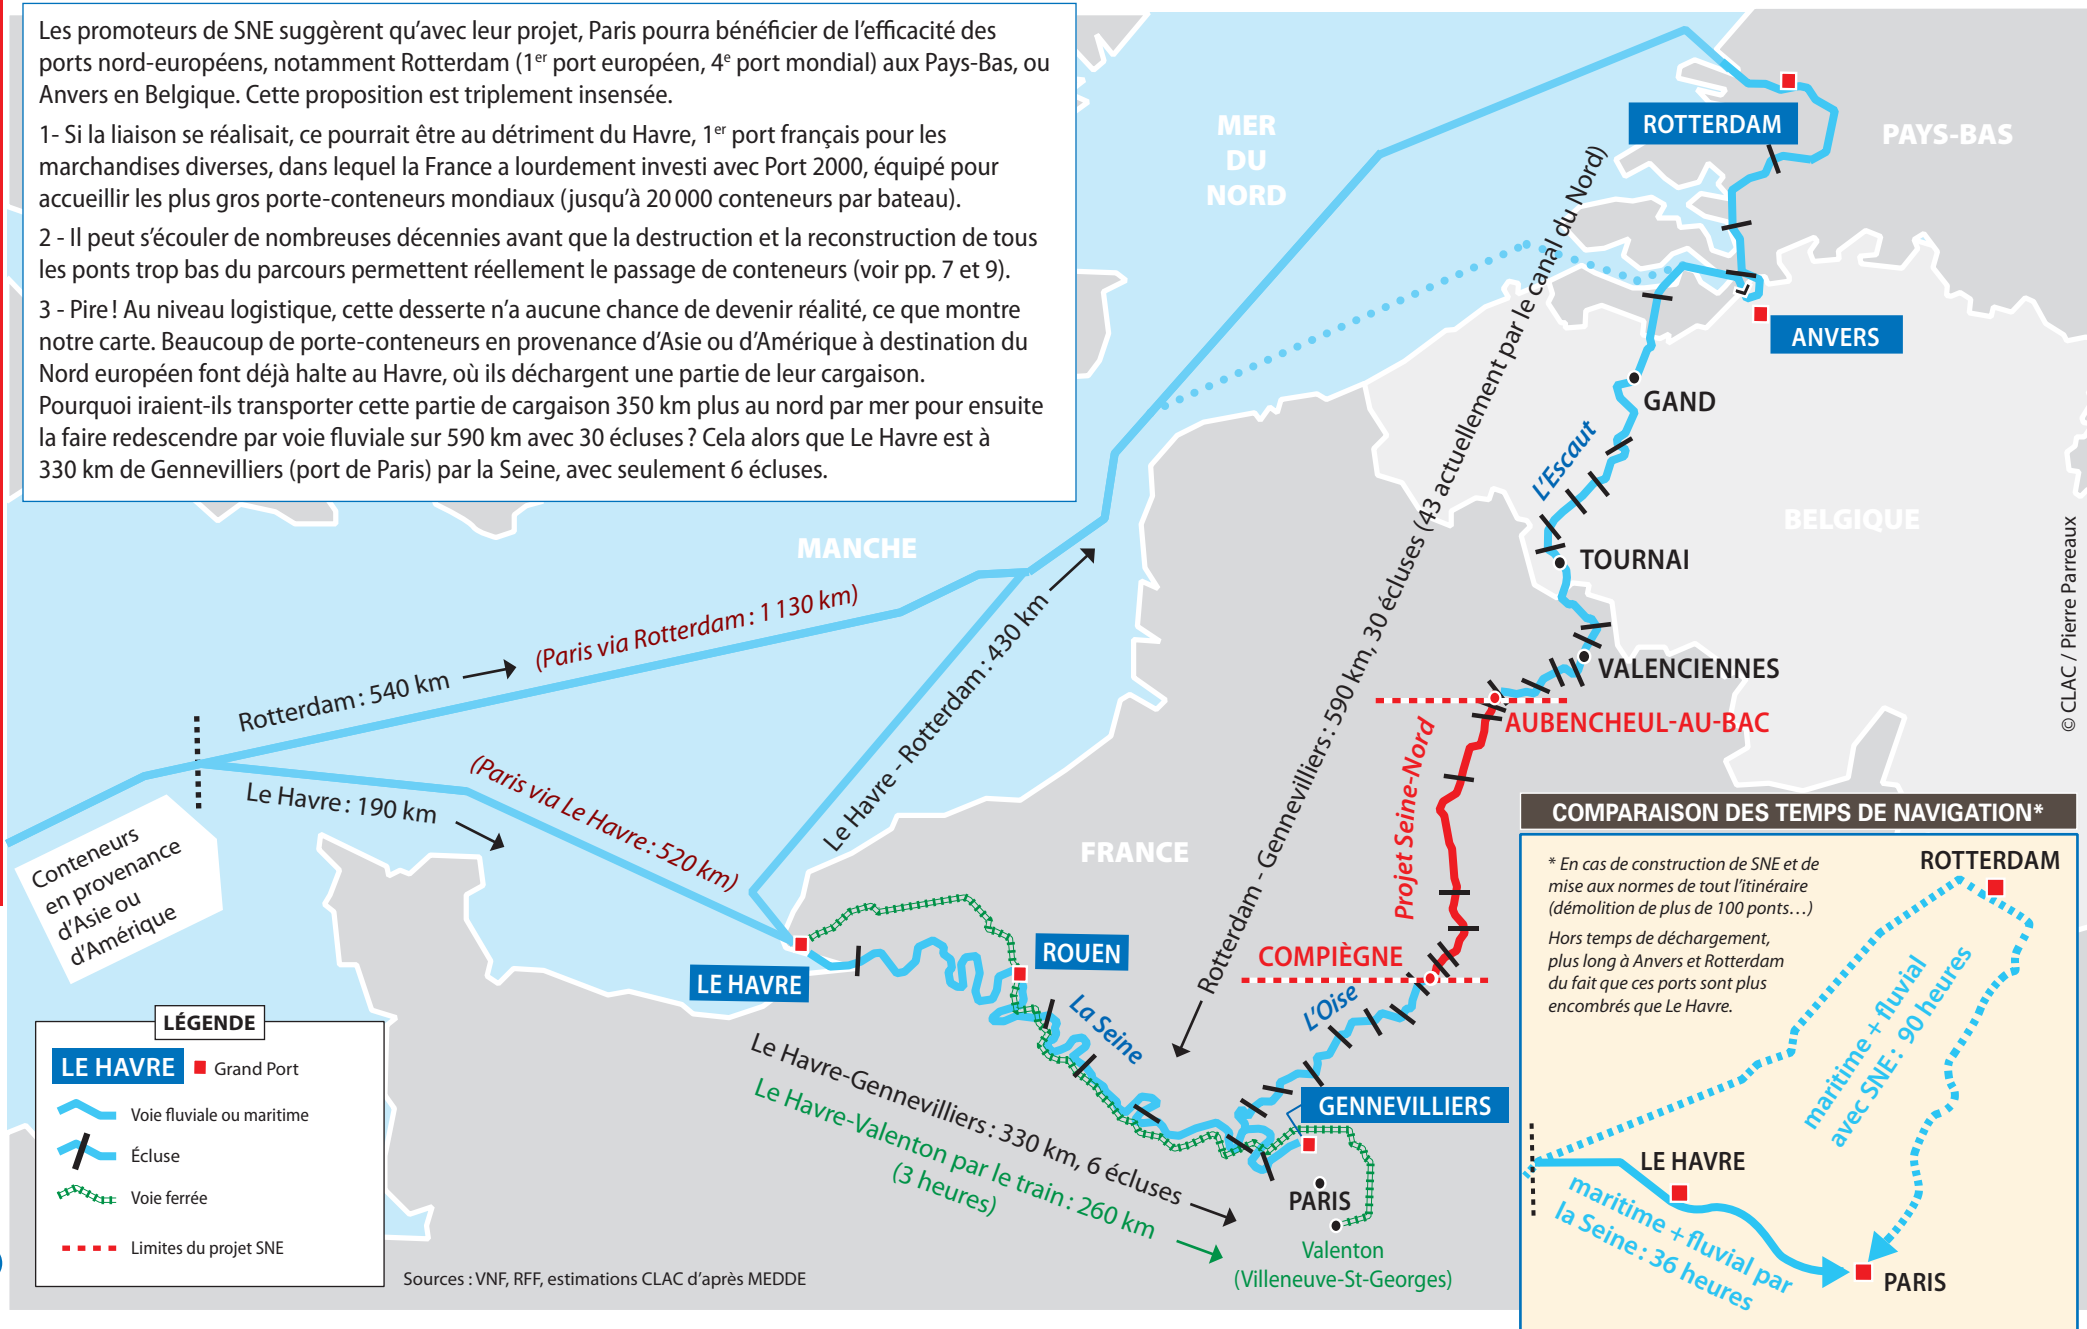 Les promoteurs de SNE suggèrent qu’avec leur projet, Paris pourra bénéficier de l’efficacité des
ports nord-européens, notamment Rotterdam (1er port européen, 4e port mondial) aux Pays-Bas, ou
Anvers en Belgique. Cette proposition est triplement insensée.
1- Si la liaison se réalisait, ce pourrait être au détriment du Havre, 1er port français pour les
marchandises diverses, dans lequel la France a lourdement investi avec Port 2000, équipé pour
accueillir les plus gros porte-conteneurs mondiaux (jusqu’à 20 000 conteneurs par bateau).
2 - Il peut s’écouler de nombreuses décennies avant que la destruction et la reconstruction de tous
les ponts trop bas du parcours permettent réellement le passage de conteneurs (voir pp. 7 et 9).
3 - Pire ! Au niveau logistique, cette desserte n’a aucune chance de devenir réalité, ce que montre
notre carte. Beaucoup de porte-conteneurs en provenance d’Asie ou d’Amérique à destination du
Nord européen font déjà halte au Havre, où ils déchargent une partie de leur cargaison.
Pourquoi iraient-ils transporter cette partie de cargaison 350 km plus au nord par mer pour ensuite
la faire redescendre par voie fluviale sur 590 km avec 30 écluses ? Cela alors que Le Havre est à
330 km de Gennevilliers (port de Paris) par la Seine, avec seulement 6 écluses.
MER
DU
NORD
ROTTERDAM
PAYS-BAS
ANVERS
GAND
L’Escaut
BELGIQUE
TOURNAI
VALENCIENNES
AUBENCHEUL-AU-BAC
Projet Seine-Nord
MANCHE
(Paris via Rotterdam : 1 130 km)
Rotterdam : 540 km
Le Havre : 190 km
(Paris via Le Havre : 520 km)
Le Havre - Rotterdam : 430 km
Rotterdam - Gennevilliers : 590 km, 30 écluses (43 actuellement par le canal du Nord)
Conteneurs
en provenance
d’Asie ou
d’Amérique
FRANCE
COMPIÈGNE
L’Oise
ROUEN
LE HAVRE
La Seine
Le Havre-Gennevilliers : 330 km, 6 écluses
Le Havre-Valenton par le train : 260 km
(3 heures)
GENNEVILLIERS
PARIS
Valenton
(Villeneuve-St-Georges)
LÉGENDE
LE HAVRE Grand Port
Voie fluviale ou maritime
Écluse
Voie ferrée
Limites du projet SNE
Sources : VNF, RFF, estimations CLAC d’après MEDDE
© CLAC / Pierre Parreaux
COMPARAISON DES TEMPS DE NAVIGATION*
* En cas de construction de SNE et de
mise aux normes de tout l’itinéraire
(démolition de plus de 100 ponts…)
Hors temps de déchargement,
plus long à Anvers et Rotterdam
du fait que ces ports sont plus
encombrés que Le Havre.
ROTTERDAM
maritime + fluvial
avec SNE : 90 heures
LE HAVRE
maritime + fluvial par
la Seine : 36 heures
PARIS